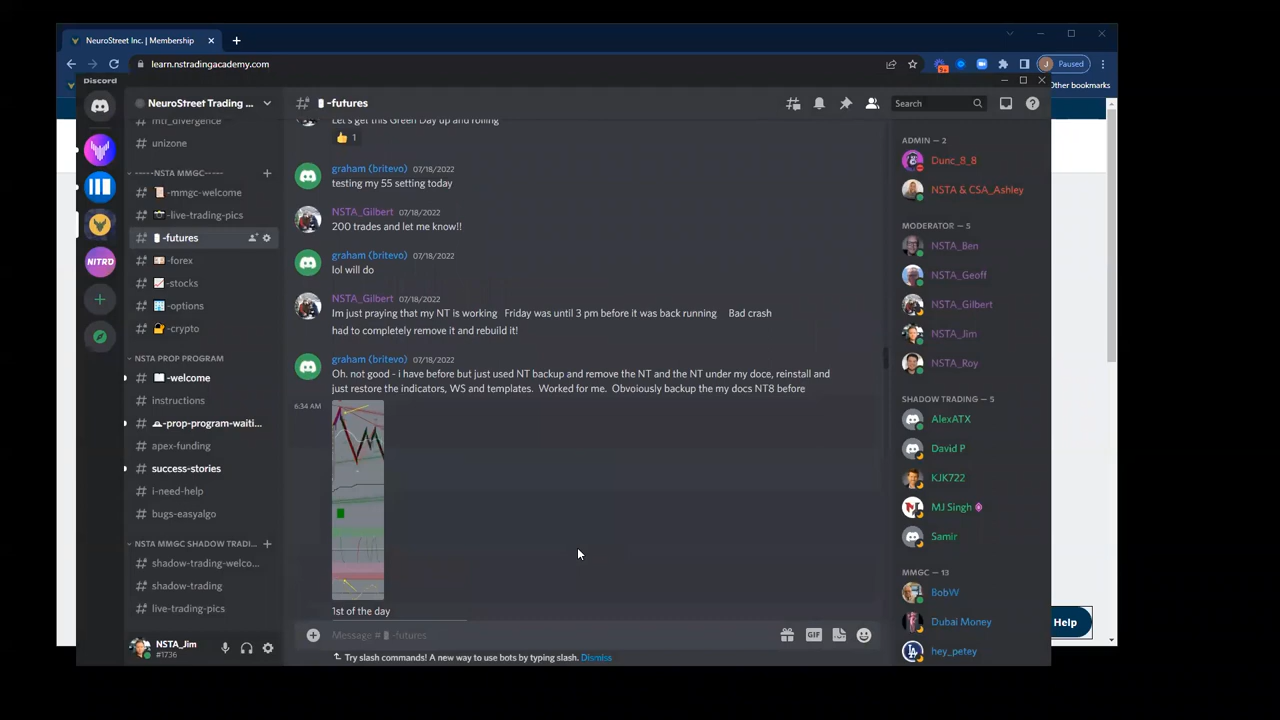 NeuroStreet Inc. | Membership
learn.nstradingacademy.com
9+
J
Paused
Other bookmarks
Discord
NeuroStreet Trading ...
-futures
Search
mtf_divergence
unizone
-----NSTA MMGC-----
-mmgc-welcome
-live-trading-pics
-futures
-forex
-stocks
-options
-crypto
NSTA PROP PROGRAM
-welcome
instructions
-prop-program-waiti...
apex-funding
success-stories
i-need-help
bugs-easyalgo
NSTA MMGC SHADOW TRADI...
shadow-trading-welco...
shadow-trading
live-trading-pics
NITRO
NSTA_Jim
#1736
Let's get this Green Day up and rolling
1
graham (britevo) 07/18/2022
testing my 55 setting today
NSTA_Gilbert 07/18/2022
200 trades and let me know!!
graham (britevo) 07/18/2022
lol will do
NSTA_Gilbert 07/18/2022
Im just praying that my NT is working Friday was until 3 pm before it was back running Bad crash
had to completely remove it and rebuild it!
graham (britevo) 07/18/2022
Oh. not good - i have before but just used NT backup and remove the NT and the NT under my doce, reinstall and
just restore the indicators, WS and templates. Worked for me. Obvoiously backup the my docs NT8 before
6:34 AM
1st of the day
Message # -futures
GIF
Try slash commands! A new way to use bots by typing slash. Dismiss
ADMIN — 2
Dunc_8_8
NSTA & CSA_Ashley
MODERATOR — 5
NSTA_Ben
NSTA_Geoff
NSTA_Gilbert
NSTA_Jim
NSTA_Roy
SHADOW TRADING — 5
AlexATX
David P
KJK722
MJ Singh
Samir
MMGC — 13
BobW
Dubai Money
hey_petey
Help